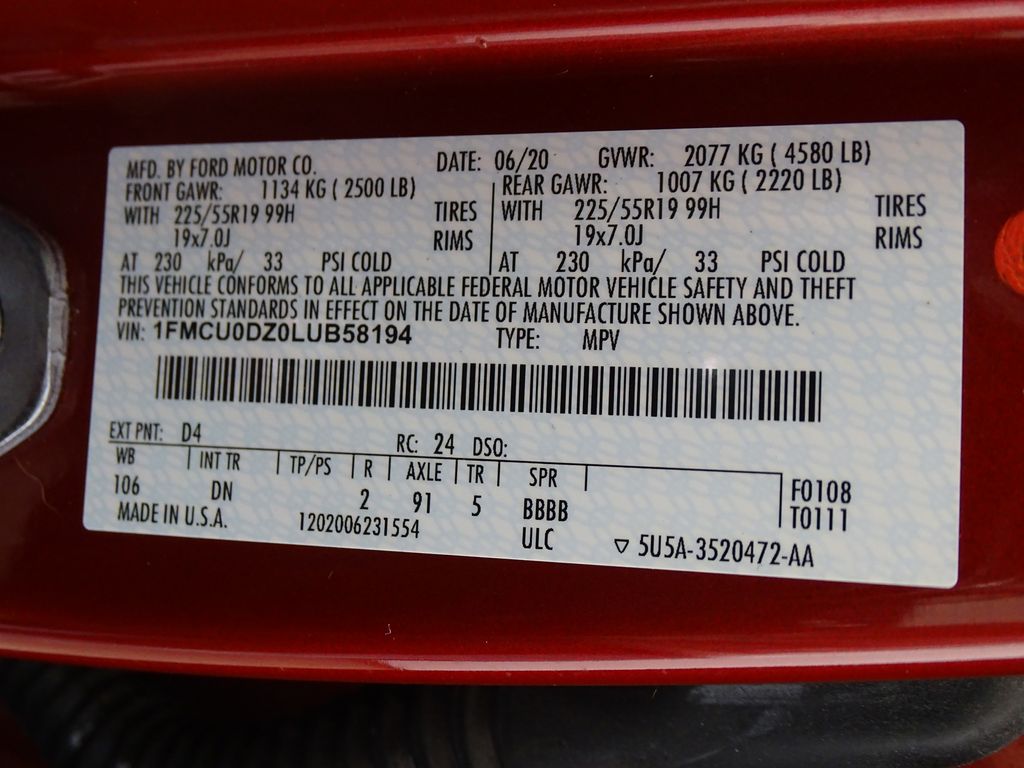 MFD. BY FORD MOTOR CO. DATE: 06/20 GVWR: 2077 KG ( 4580 LB)
FRONT GAWR: 1134 KG ( 2500 LB) REAR GAWR: 1007 KG ( 2220 LB)
WITH 225/55R19 99H TIRES WITH 225/55R19 99H TIRES
19x7.0J RIMS 19x7.0J RIMS
AT 230 kPa/ 33 PSI COLD AT 230 kPa/ 33 PSI COLD
THIS VEHICLE CONFORMS TO ALL APPLICABLE FEDERAL MOTOR VEHICLE SAFETY AND THEFT
PREVENTION STANDARDS IN EFFECT ON THE DATE OF MANUFACTURE SHOWN ABOVE.
VIN: 1FMCU0DZ0LUB58194 TYPE: MPV
EXT PNT: D4 RC: 24 DSO:
WB INT TR TP/PS R AXLE TR SPR
106 DN 2 91 5 BBBB F0108
MADE IN U.S.A. 1202006231554 ULC T0111
▽ 5U5A-3520472-AA